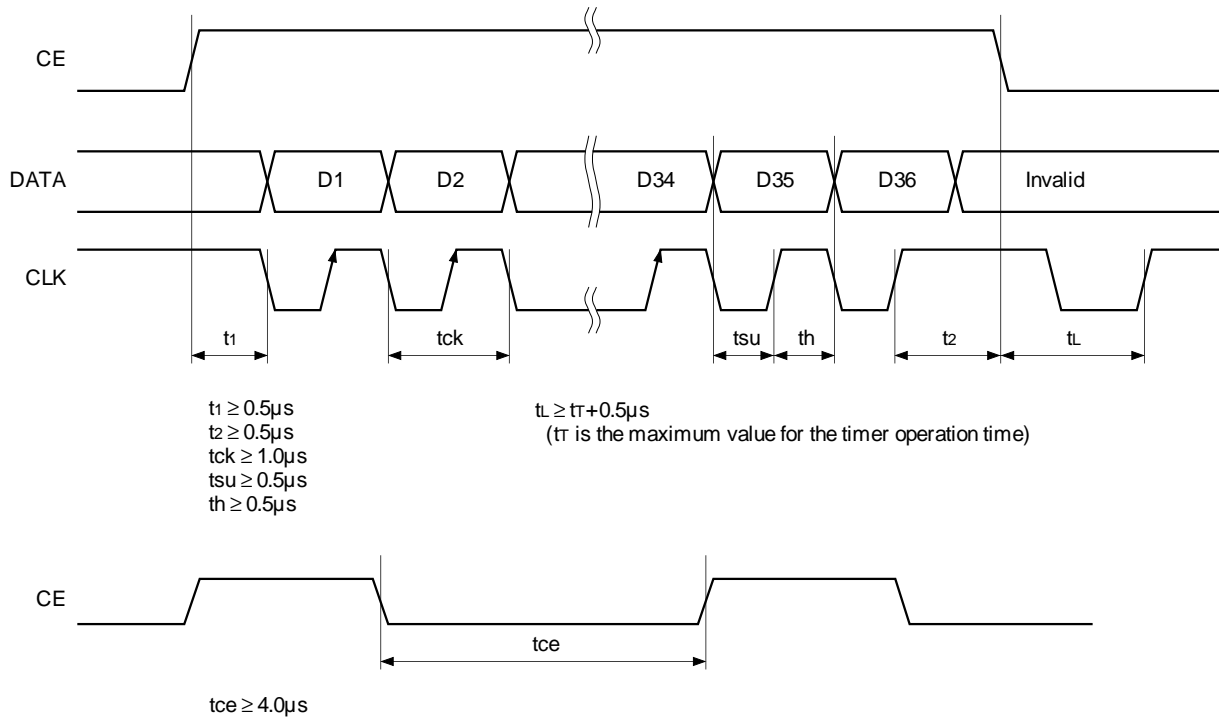 CE
DATA D1 D2 D34 D35 D36 Invalid
CLK
t1 tck tsu th t2 tL
t1 ≥ 0.5µs
t2 ≥ 0.5µs
tck ≥ 1.0µs
tsu ≥ 0.5µs
th ≥ 0.5µs
tL ≥ tT+0.5µs
(tT is the maximum value for the timer operation time)
CE
tce
tce ≥ 4.0µs